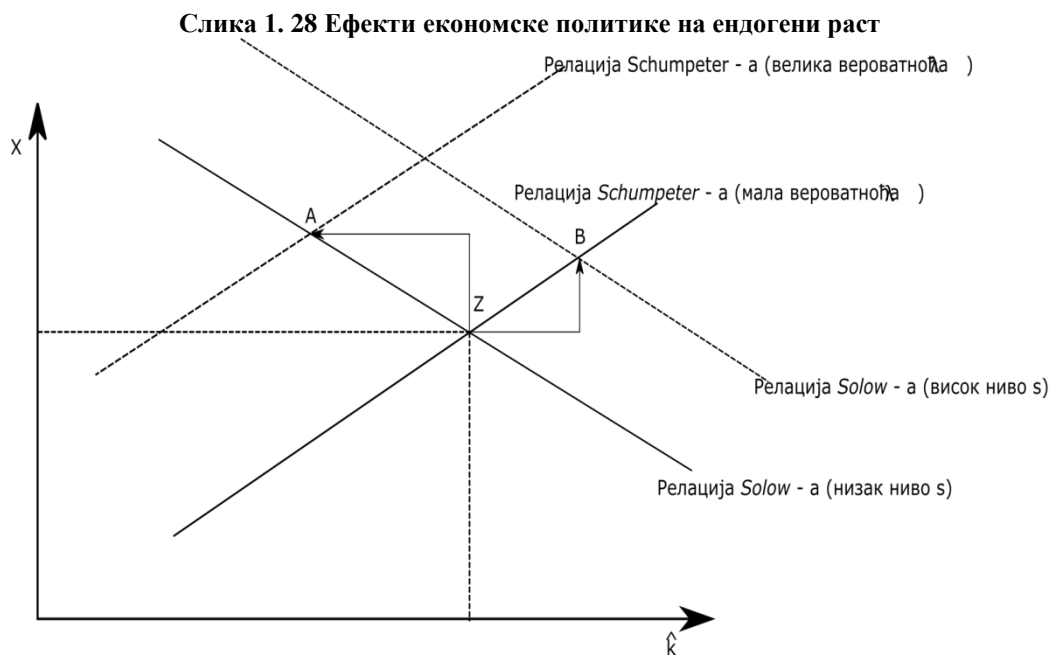 Слика 1. 28 Ефекти економске политике на ендогени раст
Релација Schumpeter - а (велика вероватноћа λ )
X
Релација Schumpeter - а (мала вероватноћа λ )
A
B
Z
Релација Solow - а (висок ниво s)
Релација Solow - а (низак ниво s)
k̂